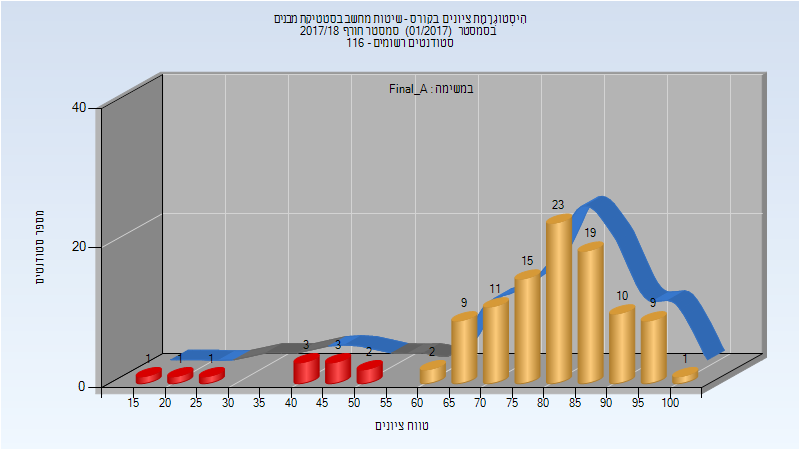 היסטוגרמת ציונים בקורס - שיטות מחשב בסטטיקת מבנים
בסמסטר (01/2017) סמסטר חורף 2017/18
סטודנטים רשומים - 116
במשימה : Final_A
מספר סטודנטים
40
20
0
1 1 1 3 3 2 2 9 11 15 23 19 10 9 1
15 20 25 30 35 40 45 50 55 60 65 70 75 80 85 90 95 100
טווח ציונים